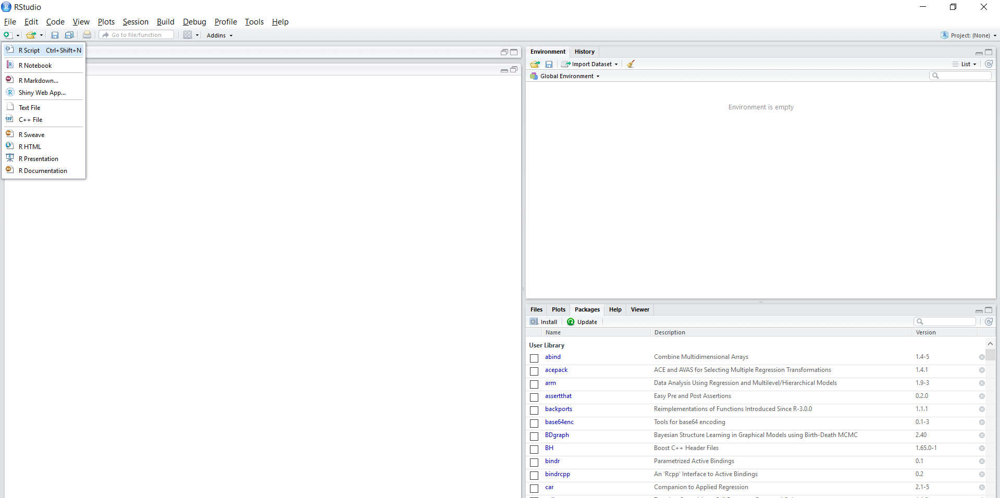 RStudio
File Edit Code View Plots Session Build Debug Profile Tools Help
Go to file/function Addins Project: (None)
R Script Ctrl+Shift+N
R Notebook
R Markdown...
Shiny Web App...
Text File
C++ File
R Sweave
R HTML
R Presentation
R Documentation
Environment History
Import Dataset List
Global Environment
Environment is empty
Files Plots Packages Help Viewer
Install Update
Name Description Version
User Library
abind Combine Multidimensional Arrays 1.4-5
acepack ACE and AVAS for Selecting Multiple Regression Transformations 1.4.1
arm Data Analysis Using Regression and Multilevel/Hierarchical Models 1.9-3
assertthat Easy Pre and Post Assertions 0.2.0
backports Reimplementations of Functions Introduced Since R-3.0.0 1.1.1
base64enc Tools for base64 encoding 0.1-3
BDgraph Bayesian Structure Learning in Graphical Models using Birth-Death MCMC 2.40
BH Boost C++ Header Files 1.65.0-1
bindr Parametrized Active Bindings 0.1
bindrcpp An 'Rcpp' Interface to Active Bindings 0.2
car Companion to Applied Regression 2.1-5